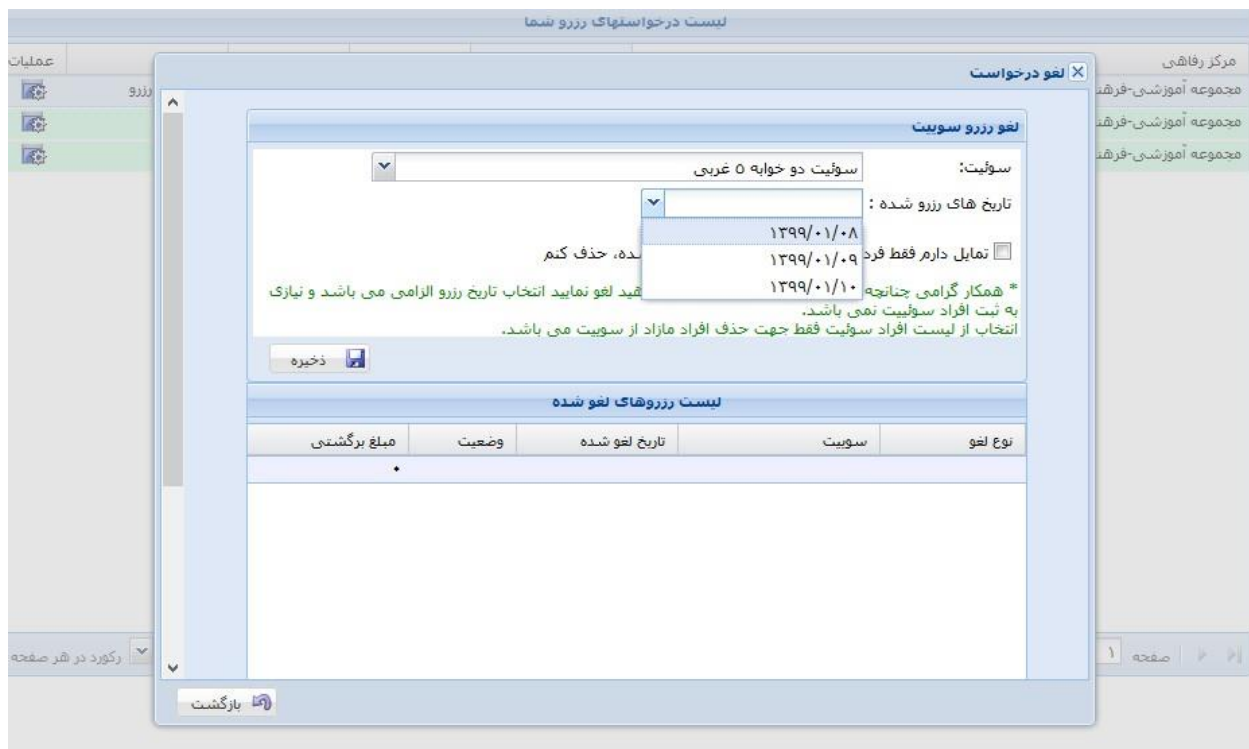 لیست درخواستهای رزرو شما
مرکز رفاهی
عملیات
لغو درخواست
مجموعه آموزشی-فرهنگ
رزرو
مجموعه آموزشی-فرهنگ
مجموعه آموزشی-فرهنگ
لغو رزرو سوییت
سوئیت:
سوئیت دو خوابه ۵ غربی
تاریخ های رزرو شده :
۱۳۹۹/۰۱/۰۸
۱۳۹۹/۰۱/۰۹
۱۳۹۹/۰۱/۱۰
تمایل دارم فقط فرد شده، حذف کنم
* همکار گرامی چنانچه هید لغو نمایید انتخاب تاریخ رزرو الزامی می باشد و نیازی
به ثبت افراد سوئییت نمی باشد.
انتخاب از لیست افراد سوئیت فقط جهت حذف افراد مازاد از سوییت می باشد.
ذخیره
لیست رزروهای لغو شده
نوع لغو سوییت تاریخ لغو شده وضعیت مبلغ برگشتی
۰
صفحه ۱
رکورد در هر صفحه
بازگشت